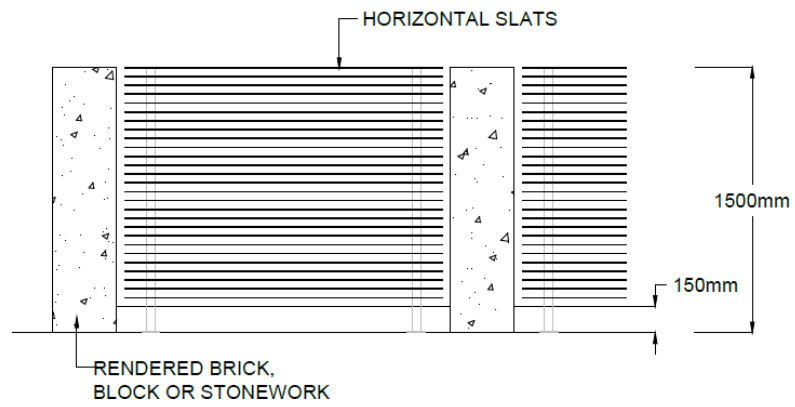 HORIZONTAL SLATS
1500mm
150mm
RENDERED BRICK,
BLOCK OR STONEWORK